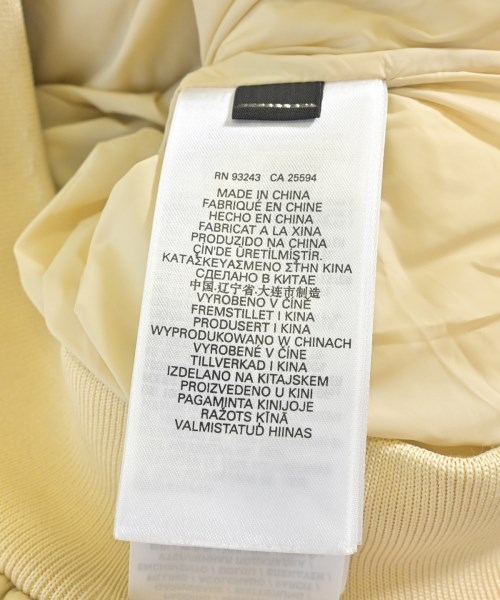 RN 93243 CA 25594
MADE IN CHINA
FABRIQUÉ EN CHINE
HECHO EN CHINA
FABRICAT A LA XINA
PRODUZIDO NA CHINA
ÇİN'DE ÜRETİLMİŞTİR.
ΚΑΤΑΣΚΕΥΑΣΜΕΝΟ ΣΤΗΝ ΚΙΝΑ
СДЕЛАНО В КИТАЕ
中国.辽宁省.大连市制造
VYROBENO V ČÍNĚ
FREMSTILLET I KINA
PRODUSERT I KINA
WYPRODUKOWANO W CHINACH
VYROBENÉ V ČÍNE
TILLVERKAD I KINA
IZDELANO NA KITAJSKEM
PROIZVEDENO U KINI
PAGAMINTA KINIJOJE
RAŽOTS ĶĪNĀ
VALMISTATUD HIINAS